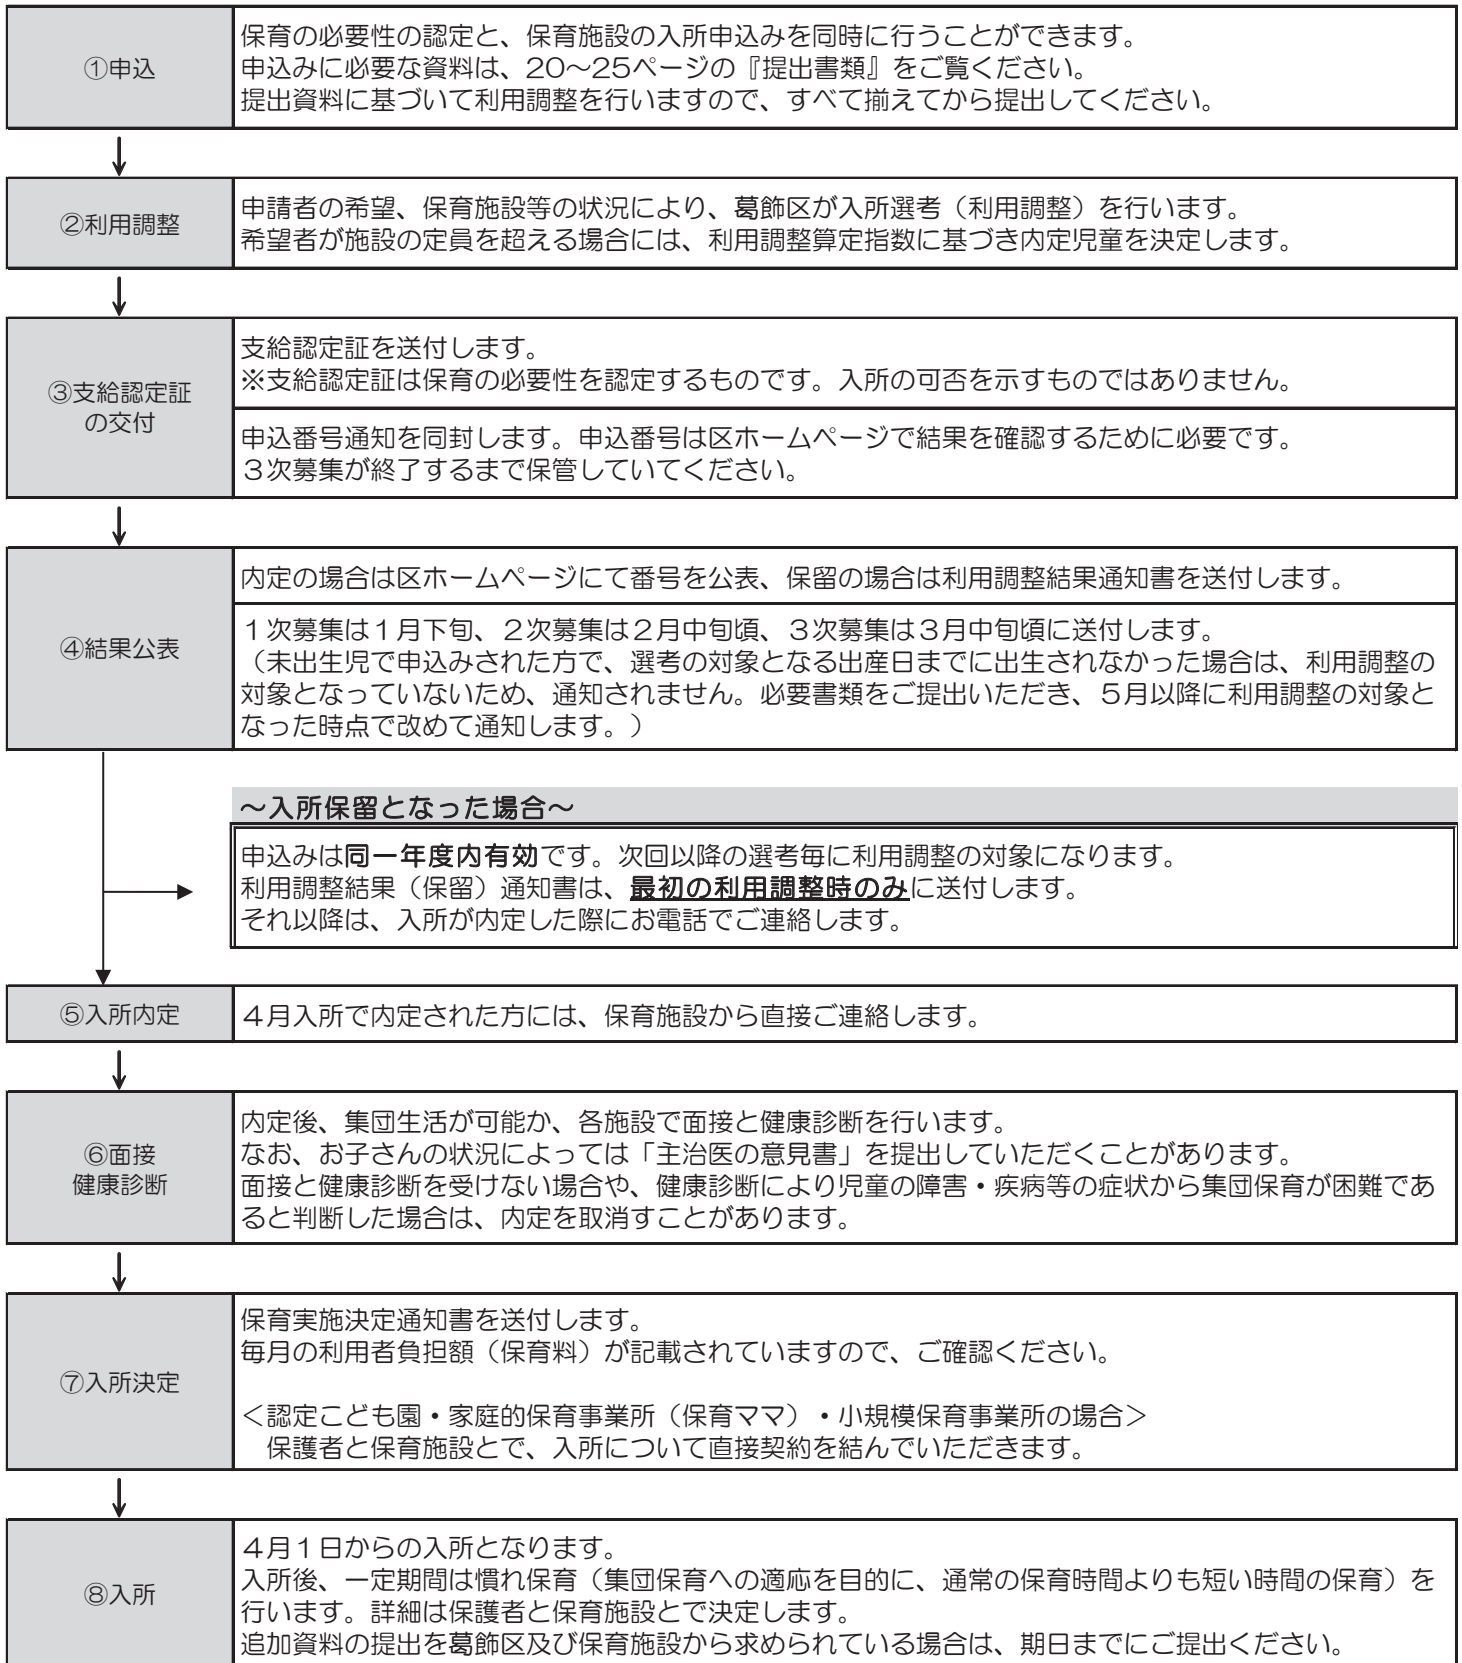 ①申込
保育の必要性の認定と、保育施設の入所申込みを同時に行うことができます。
申込みに必要な資料は、20～25ページの『提出書類』をご覧ください。
提出資料に基づいて利用調整を行いますので、すべて揃えてから提出してください。
②利用調整
申請者の希望、保育施設等の状況により、葛飾区が入所選考（利用調整）を行います。
希望者が施設の定員を超える場合には、利用調整算定指数に基づき内定児童を決定します。
③支給認定証
の交付
支給認定証を送付します。
※支給認定証は保育の必要性を認定するものです。入所の可否を示すものではありません。
申込番号通知を同封します。申込番号は区ホームページで結果を確認するために必要です。
３次募集が終了するまで保管していてください。
④結果公表
内定の場合は区ホームページにて番号を公表、保留の場合は利用調整結果通知書を送付します。
１次募集は１月下旬、２次募集は２月中旬頃、３次募集は３月中旬頃に送付します。
（未出生児で申込みされた方で、選考の対象となる出産日までに出生されなかった場合は、利用調整の
対象となっていないため、通知されません。必要書類をご提出いただき、５月以降に利用調整の対象と
なった時点で改めて通知します。）
～入所保留となった場合～
申込みは同一年度内有効です。次回以降の選考毎に利用調整の対象になります。
利用調整結果（保留）通知書は、最初の利用調整時のみに送付します。
それ以降は、入所が内定した際にお電話でご連絡します。
⑤入所内定
４月入所で内定された方には、保育施設から直接ご連絡します。
⑥面接
健康診断
内定後、集団生活が可能か、各施設で面接と健康診断を行います。
なお、お子さんの状況によっては「主治医の意見書」を提出していただくことがあります。
面接と健康診断を受けない場合や、健康診断により児童の障害・疾病等の症状から集団保育が困難であ
ると判断した場合は、内定を取消すことがあります。
⑦入所決定
保育実施決定通知書を送付します。
毎月の利用者負担額（保育料）が記載されていますので、ご確認ください。
＜認定こども園・家庭的保育事業所（保育ママ）・小規模保育事業所の場合＞
保護者と保育施設とで、入所について直接契約を結んでいただきます。
⑧入所
４月１日からの入所となります。
入所後、一定期間は慣れ保育（集団保育への適応を目的に、通常の保育時間よりも短い時間の保育）を
行います。詳細は保護者と保育施設とで決定します。
追加資料の提出を葛飾区及び保育施設から求められている場合は、期日までにご提出ください。